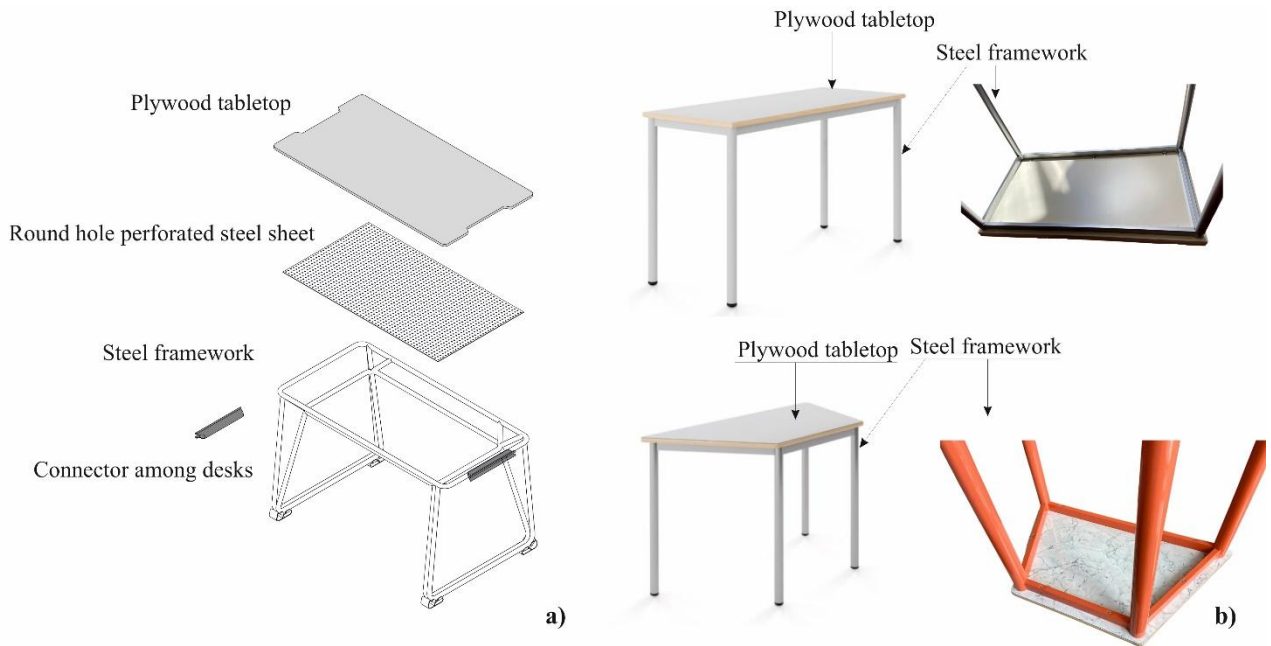 Plywood tabletop
Round hole perforated steel sheet
Steel framework
Connector among desks
a)
Plywood tabletop
Steel framework
Plywood tabletop
Steel framework
b)